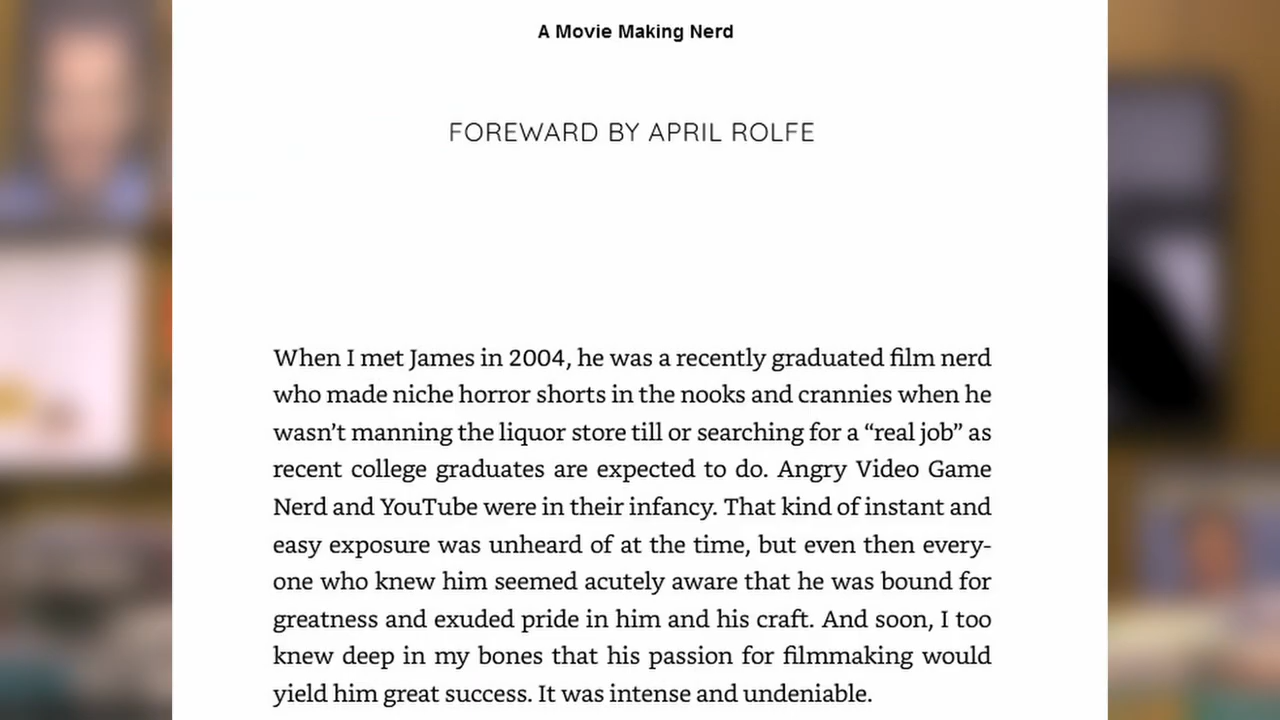 A Movie Making Nerd
FOREWARD BY APRIL ROLFE
When I met James in 2004, he was a recently graduated film nerd
who made niche horror shorts in the nooks and crannies when he
wasn’t manning the liquor store till or searching for a “real job” as
recent college graduates are expected to do. Angry Video Game
Nerd and YouTube were in their infancy. That kind of instant and
easy exposure was unheard of at the time, but even then every-
one who knew him seemed acutely aware that he was bound for
greatness and exuded pride in him and his craft. And soon, I too
knew deep in my bones that his passion for filmmaking would
yield him great success. It was intense and undeniable.